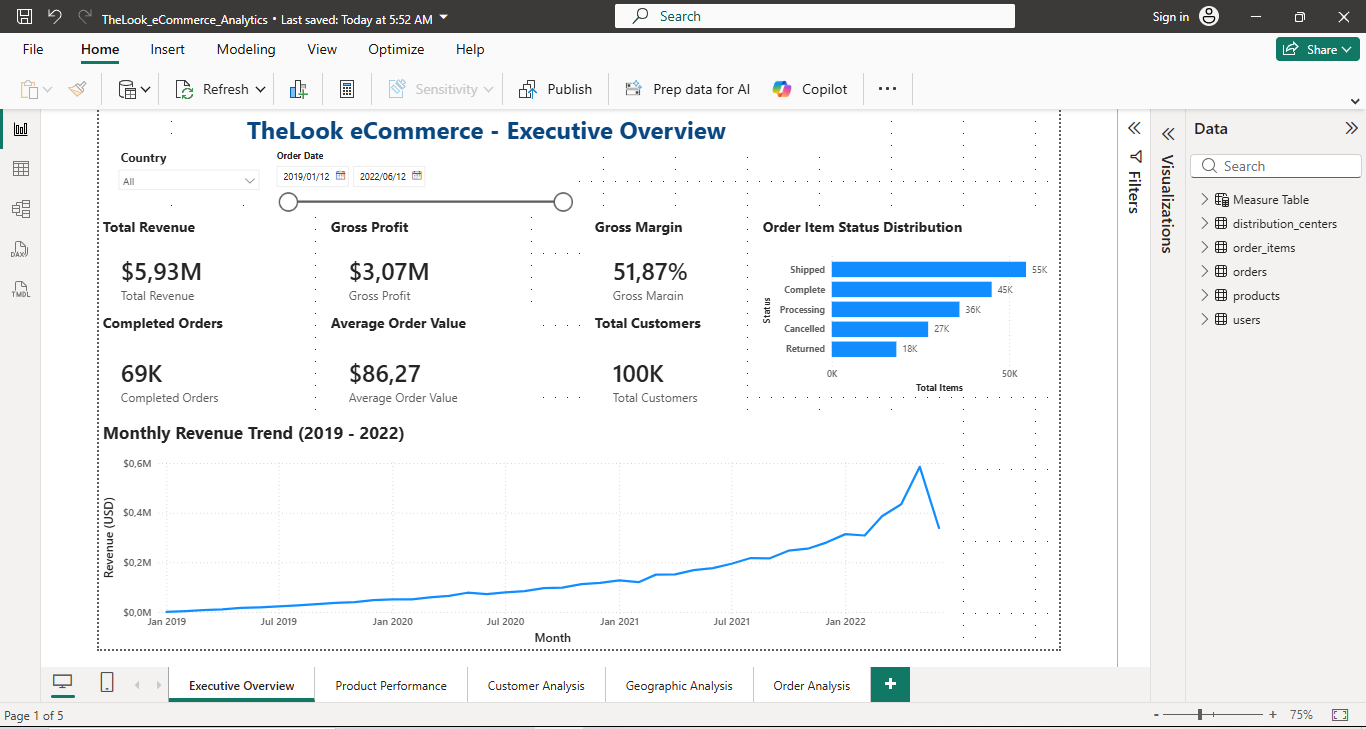 TheLook_eCommerce_Analytics • Last saved: Today at 5:52 AM
Search
Sign in
File Home Insert Modeling View Optimize Help
Share
Refresh
Sensitivity
Publish
Prep data for AI
Copilot
TheLook eCommerce - Executive Overview
Country
All
Order Date
2019/01/12 2022/06/12
Total Revenue
$5,93M
Total Revenue
Gross Profit
$3,07M
Gross Profit
Gross Margin
51,87%
Gross Margin
Completed Orders
69K
Completed Orders
Average Order Value
$86,27
Average Order Value
Total Customers
100K
Total Customers
Order Item Status Distribution
Status
Shipped 55K
Complete 45K
Processing 36K
Cancelled 27K
Returned 18K
0K 50K
Total Items
Monthly Revenue Trend (2019 - 2022)
Revenue (USD)
$0,6M
$0,4M
$0,2M
$0,0M
Jan 2019 Jul 2019 Jan 2020 Jul 2020 Jan 2021 Jul 2021 Jan 2022
Month
Filters
Visualizations
Data
Search
Measure Table
distribution_centers
order_items
orders
products
users
DAX
TMDL
Executive Overview Product Performance Customer Analysis Geographic Analysis Order Analysis
Page 1 of 5
- + 75%